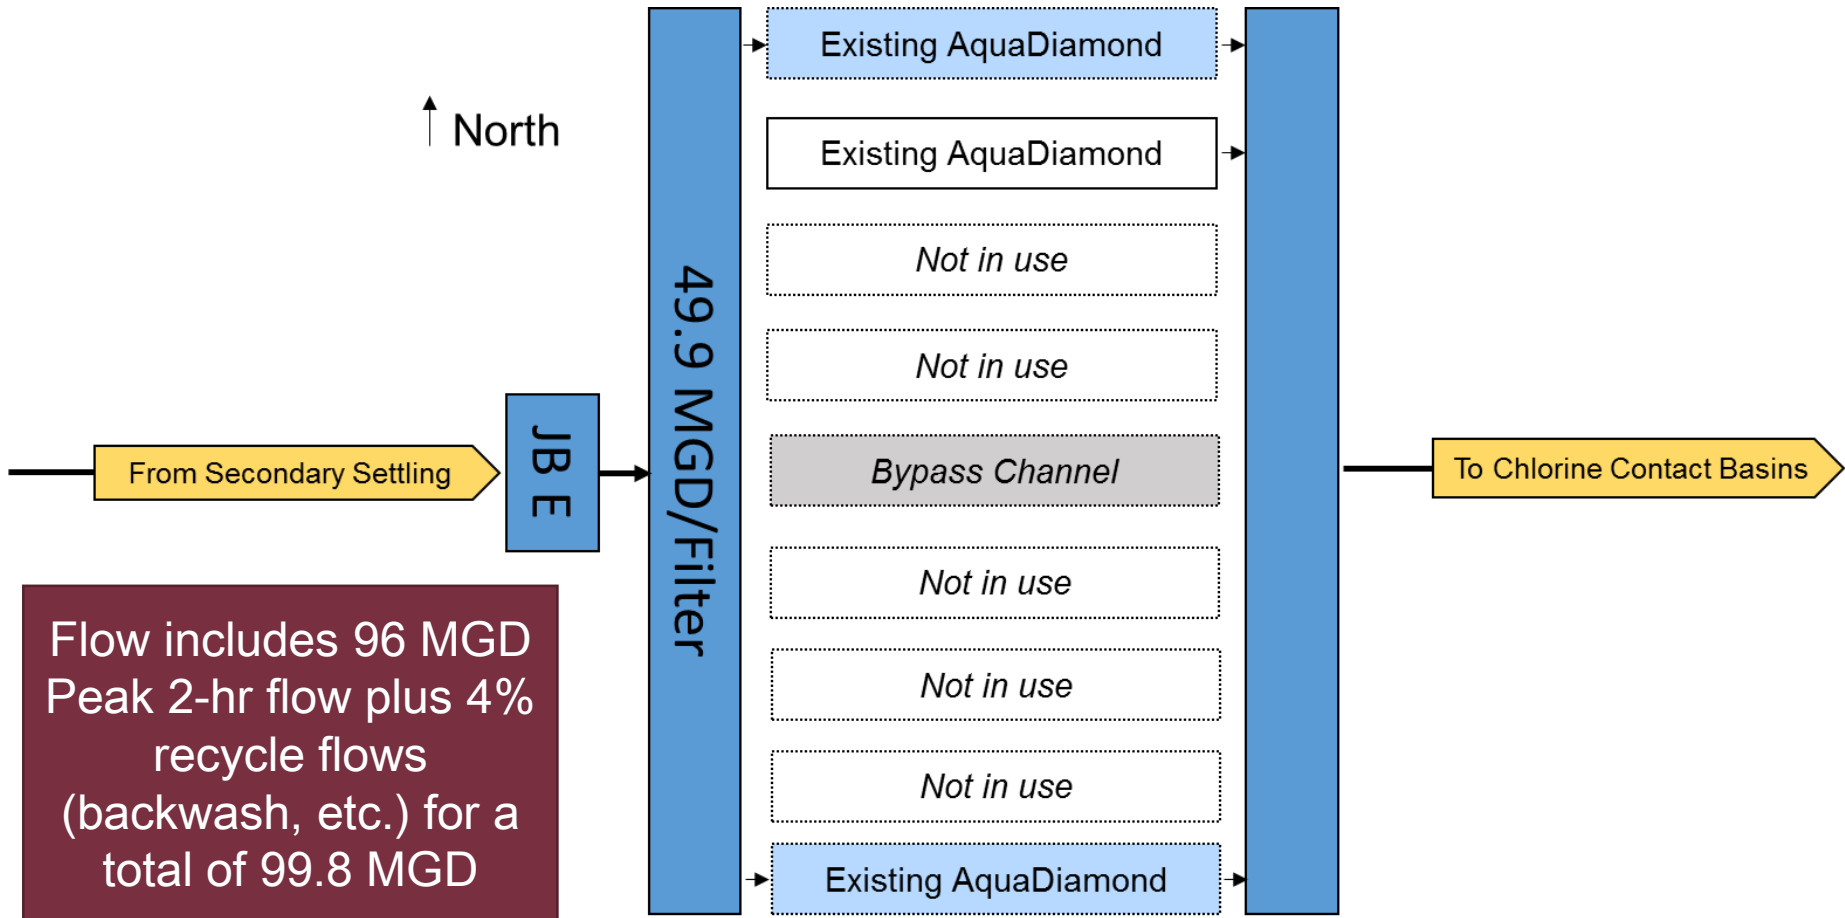 Existing AquaDiamond
North
Existing AquaDiamond
Not in use
Not in use
49.9 MGD/Filter
JB E
From Secondary Settling
Bypass Channel
To Chlorine Contact Basins
Not in use
Flow includes 96 MGD
Peak 2-hr flow plus 4%
recycle flows
(backwash, etc.) for a
total of 99.8 MGD
Not in use
Not in use
Existing AquaDiamond